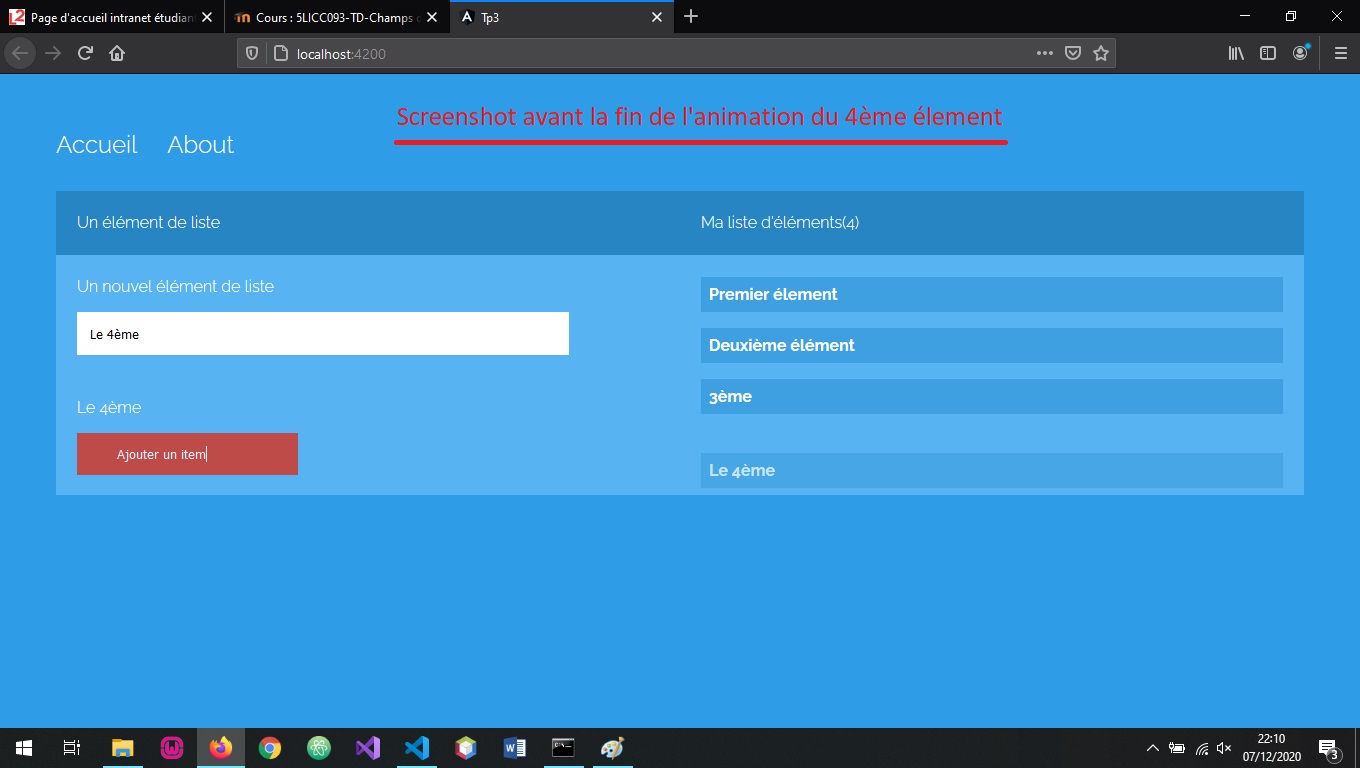 Page d'accueil intranet étudian
Cours : 5LICC093-TD-Champs
Tp3
localhost:4200
Screenshot avant la fin de l'animation du 4ème élement
Accueil About
Un élément de liste
Ma liste d'éléments(4)
Un nouvel élément de liste
Le 4ème
Le 4ème
Ajouter un item
Premier élement
Deuxième élément
3ème
Le 4ème
22:10
07/12/2020
3